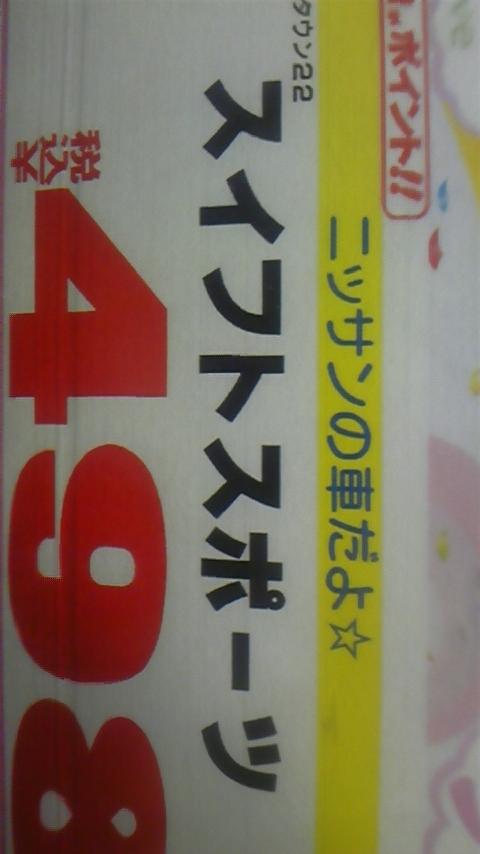 ポイント!!
ニッサンの車だよ☆
タウン22
スイフトスポーツ
税込¥498